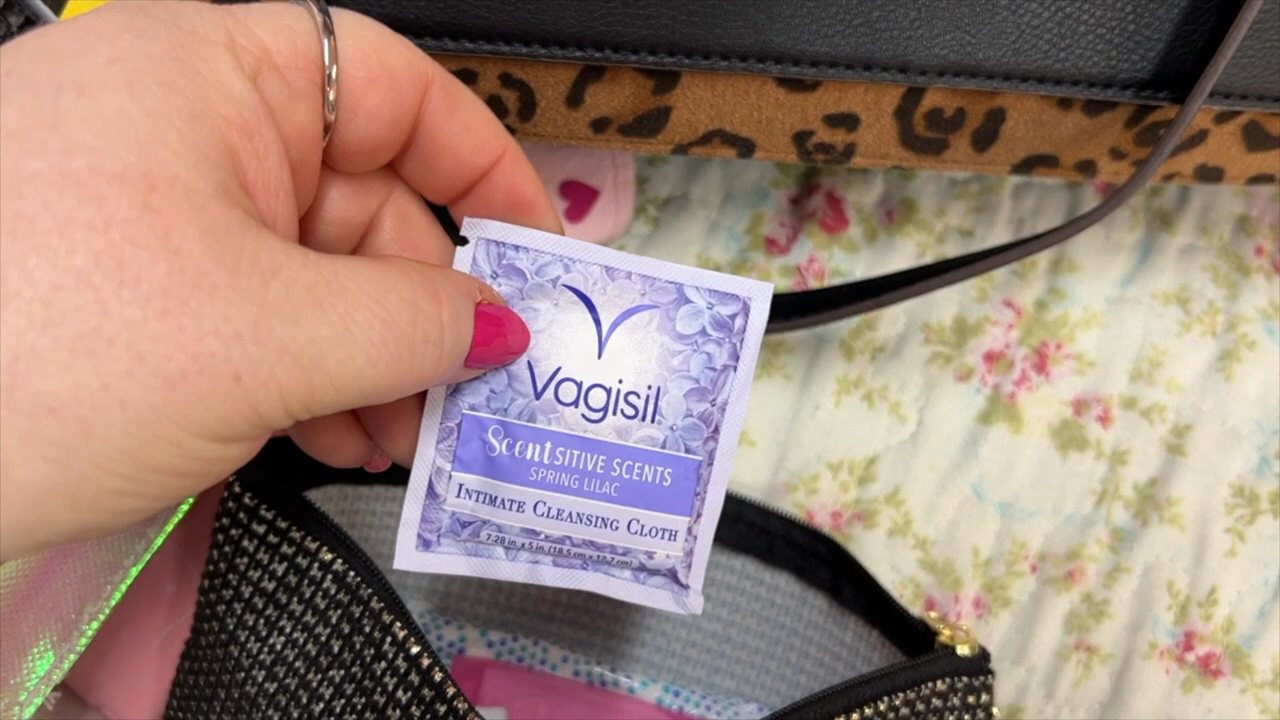 Vagisil
Scentsitive Scents
SPRING LILAC
Intimate Cleansing Cloth
7.28 in. x 5 in. (18.5 cm x 12.7 cm)